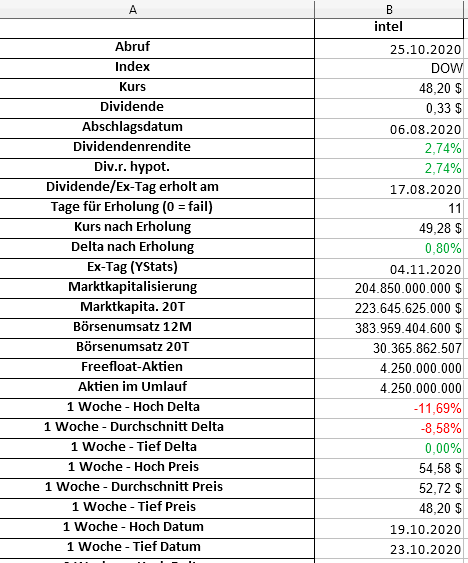 A B
intel
Abruf 25.10.2020
Index DOW
Kurs 48,20 $
Dividende 0,33 $
Abschlagsdatum 06.08.2020
Dividendenrendite 2,74%
Div.r. hypot. 2,74%
Dividende/Ex-Tag erholt am 17.08.2020
Tage für Erholung (0 = fail) 11
Kurs nach Erholung 49,28 $
Delta nach Erholung 0,80%
Ex-Tag (YStats) 04.11.2020
Marktkapitalisierung 204.850.000.000 $
Marktkapita. 20T 223.645.625.000 $
Börsenumsatz 12M 383.959.404.600 $
Börsenumsatz 20T 30.365.862.507
Freefloat-Aktien 4.250.000.000
Aktien im Umlauf 4.250.000.000
1 Woche - Hoch Delta -11,69%
1 Woche - Durchschnitt Delta -8,58%
1 Woche - Tief Delta 0,00%
1 Woche - Hoch Preis 54,58 $
1 Woche - Durchschnitt Preis 52,72 $
1 Woche - Tief Preis 48,20 $
1 Woche - Hoch Datum 19.10.2020
1 Woche - Tief Datum 23.10.2020